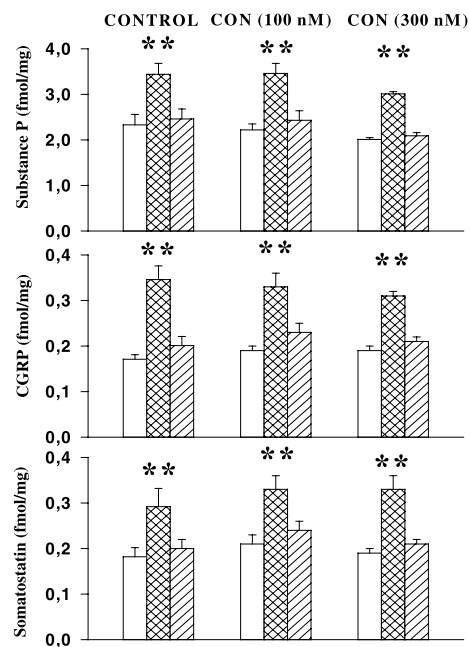 CONTROL CON (100 nM) CON (300 nM)
** ** **
Substance P (fmol/mg)
4,0
3,0
2,0
1,0
0,0
** ** **
CGRP (fmol/mg)
0,4
0,3
0,2
0,1
0,0
** ** **
Somatostatin (fmol/mg)
0,4
0,3
0,2
0,1
0,0